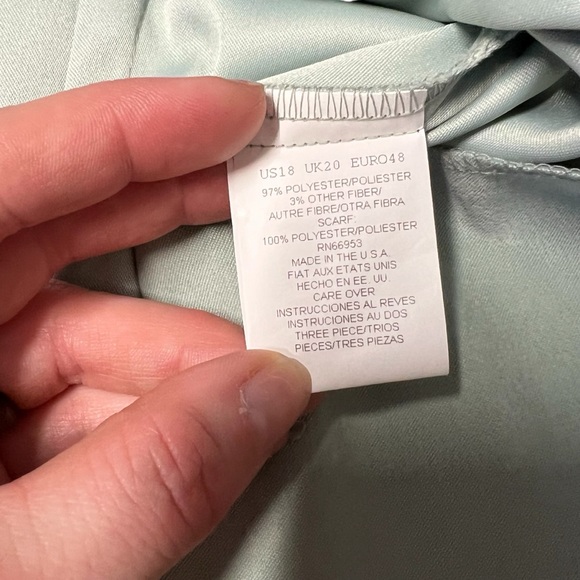 US18 UK20 EURO48
97% POLYESTER/POLIESTER
3% OTHER FIBER/
AUTRE FIBRE/OTRA FIBRA
SCARF:
100% POLYESTER/POLIESTER
RN66953
MADE IN THE U.S.A.
FIAT AUX ETATS UNIS
HECHO EN EE. UU.
CARE OVER
INSTRUCCIONES AL REVES
INSTRUCIONES AU DOS
THREE PIECE/TRIOS
PIECES/TRES PIEZAS